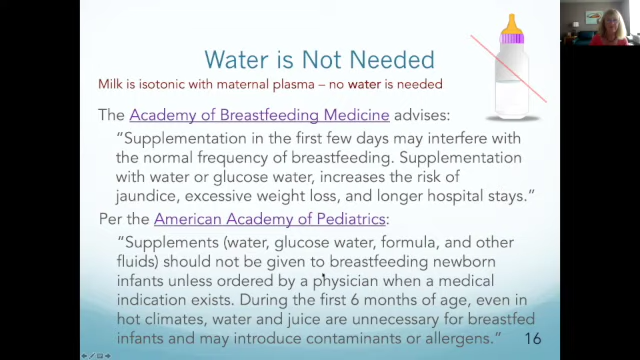 Water is Not Needed
Milk is isotonic with maternal plasma – no water is needed
The Academy of Breastfeeding Medicine advises:
“Supplementation in the first few days may interfere with
the normal frequency of breastfeeding. Supplementation
with water or glucose water, increases the risk of
jaundice, excessive weight loss, and longer hospital stays.”
Per the American Academy of Pediatrics:
“Supplements (water, glucose water, formula, and other
fluids) should not be given to breastfeeding newborn
infants unless ordered by a physician when a medical
indication exists. During the first 6 months of age, even in
hot climates, water and juice are unnecessary for breastfed
infants and may introduce contaminants or allergens.”
16